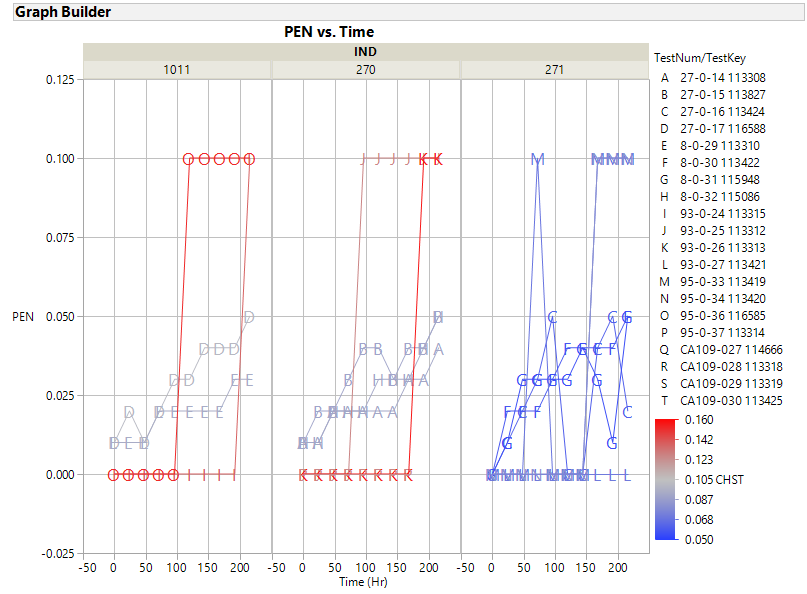 Graph Builder
PEN vs. Time
IND
1011 270 271
PEN
0.125
0.100
0.075
0.050
0.025
0.000
-0.025
-50 0 50 100 150 200 -50 0 50 100 150 200 -50 0 50 100 150 200
Time (Hr)
TestNum/TestKey
A 27-0-14 113308
B 27-0-15 113827
C 27-0-16 113424
D 27-0-17 116588
E 8-0-29 113310
F 8-0-30 113422
G 8-0-31 115948
H 8-0-32 115086
I 93-0-24 113315
J 93-0-25 113312
K 93-0-26 113313
L 93-0-27 113421
M 95-0-33 113419
N 95-0-34 113420
O 95-0-36 116585
P 95-0-37 113314
Q CA109-027 114666
R CA109-028 113318
S CA109-029 113319
T CA109-030 113425
0.160
0.142
0.123
0.105 CHST
0.087
0.068
0.050